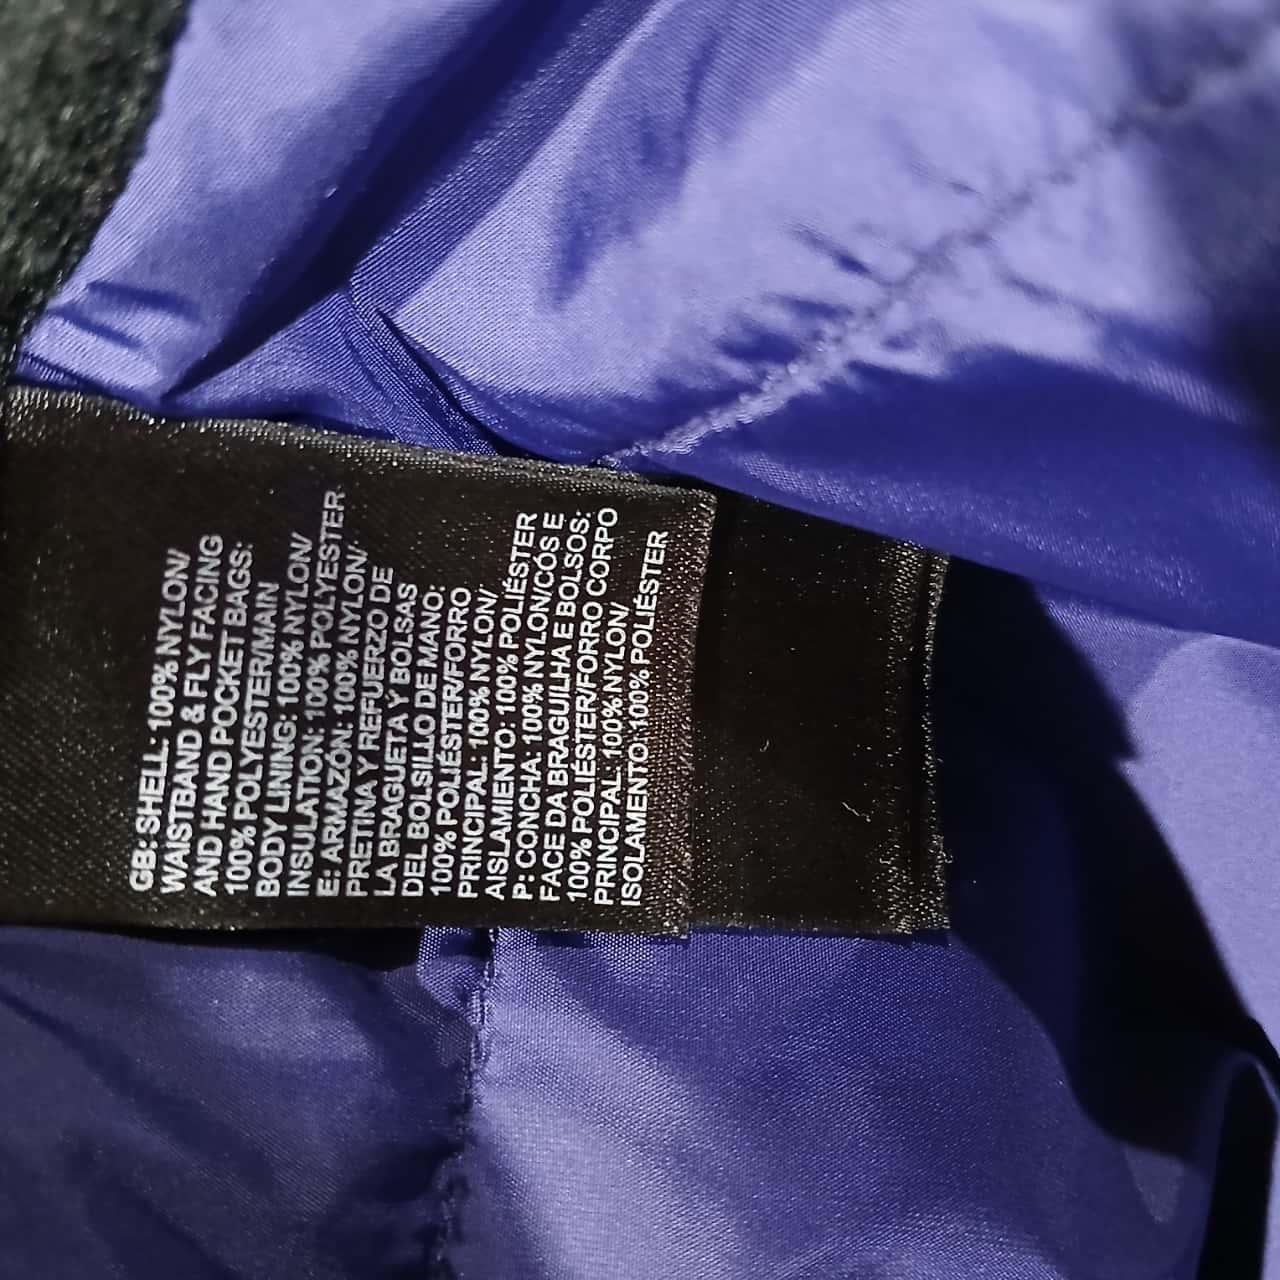 GB: SHELL: 100% NYLON/
WAISTBAND & FLY FACING
AND HAND POCKET BAGS:
100% POLYESTER/MAIN
BODY LINING: 100% NYLON/
INSULATION: 100% POLYESTER
E: ARMAZÓN: 100% NYLON/
PRETINA Y REFUERZO DE
LA BRAGUETA Y BOLSAS
DEL BOLSILLO DE MANO:
100% POLIÉSTER/FORRO
PRINCIPAL: 100% NYLON/
AISLAMIENTO: 100% POLIÉSTER
P: CONCHA: 100% NYLON/CÓS E
FACE DA BRAGUILHA E BOLSOS:
100% POLIÉSTER/FORRO CORPO
PRINCIPAL: 100% NYLON/
ISOLAMENTO: 100% POLIÉSTER